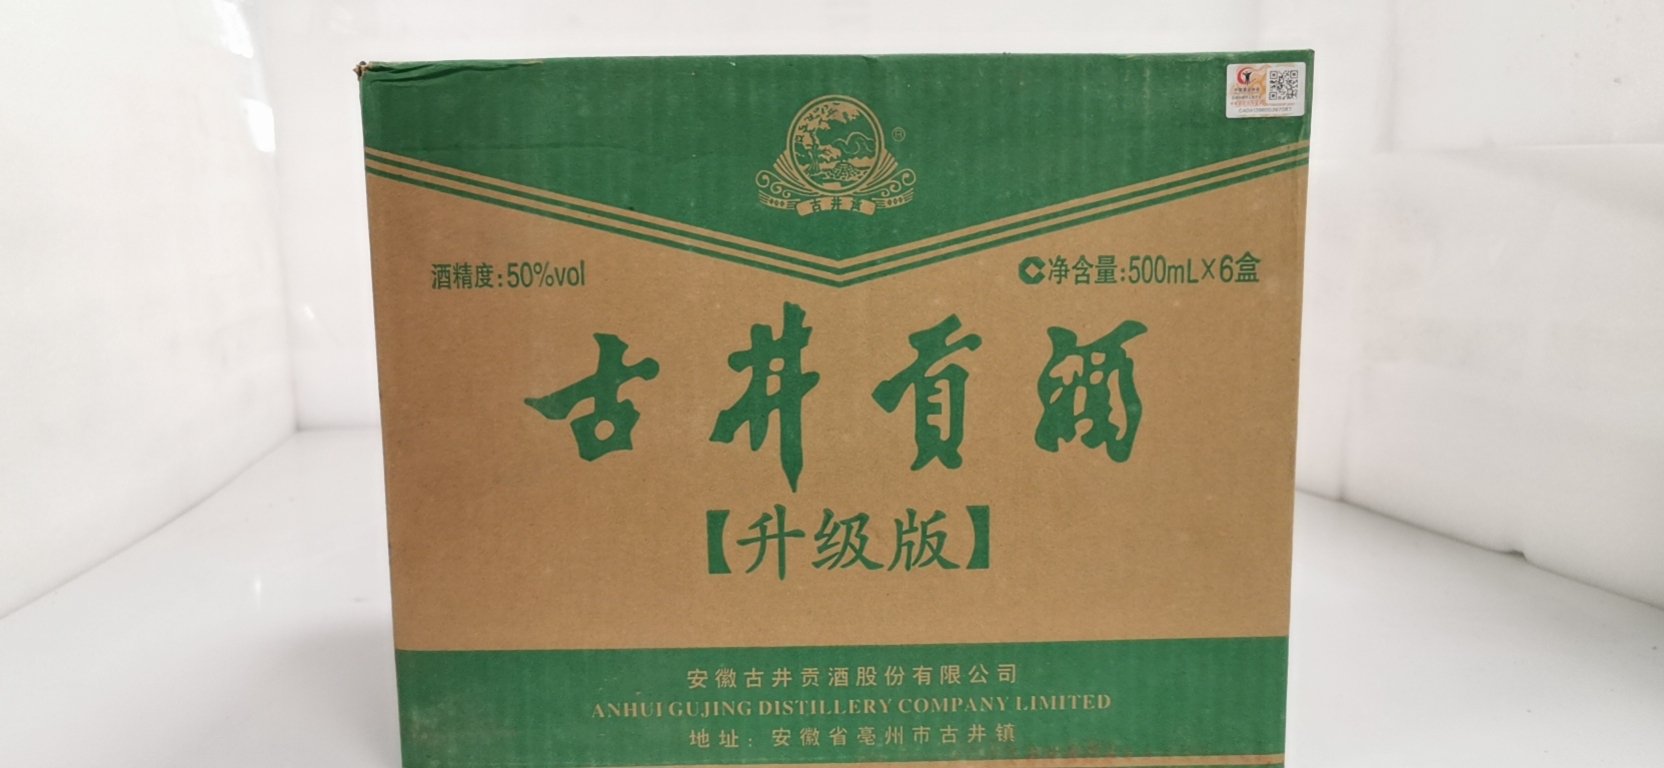 古井贡
®
酒精度:50%vol
净含量:500mL×6盒
古井贡酒
【升级版】
安徽古井贡酒股份有限公司
ANHUI GUJING DISTILLERY COMPANY LIMITED
地址：安徽省亳州市古井镇